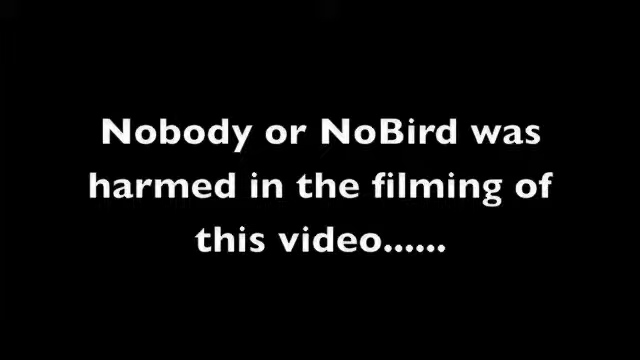 Nobody or NoBird was
harmed in the filming of
this video......